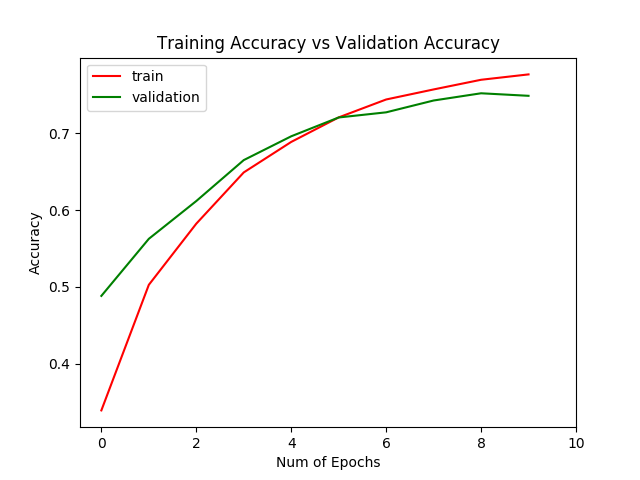 Training Accuracy vs Validation Accuracy
train
validation
0.7
0.6
0.5
0.4
Accuracy
0 2 4 6 8 10
Num of Epochs